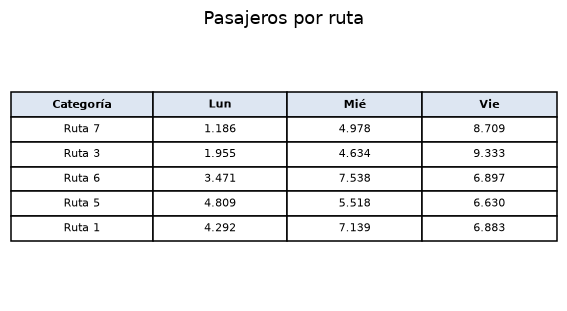 Pasajeros por ruta
Categoría Lun Mié Vie
Ruta 7 1.186 4.978 8.709
Ruta 3 1.955 4.634 9.333
Ruta 6 3.471 7.538 6.897
Ruta 5 4.809 5.518 6.630
Ruta 1 4.292 7.139 6.883